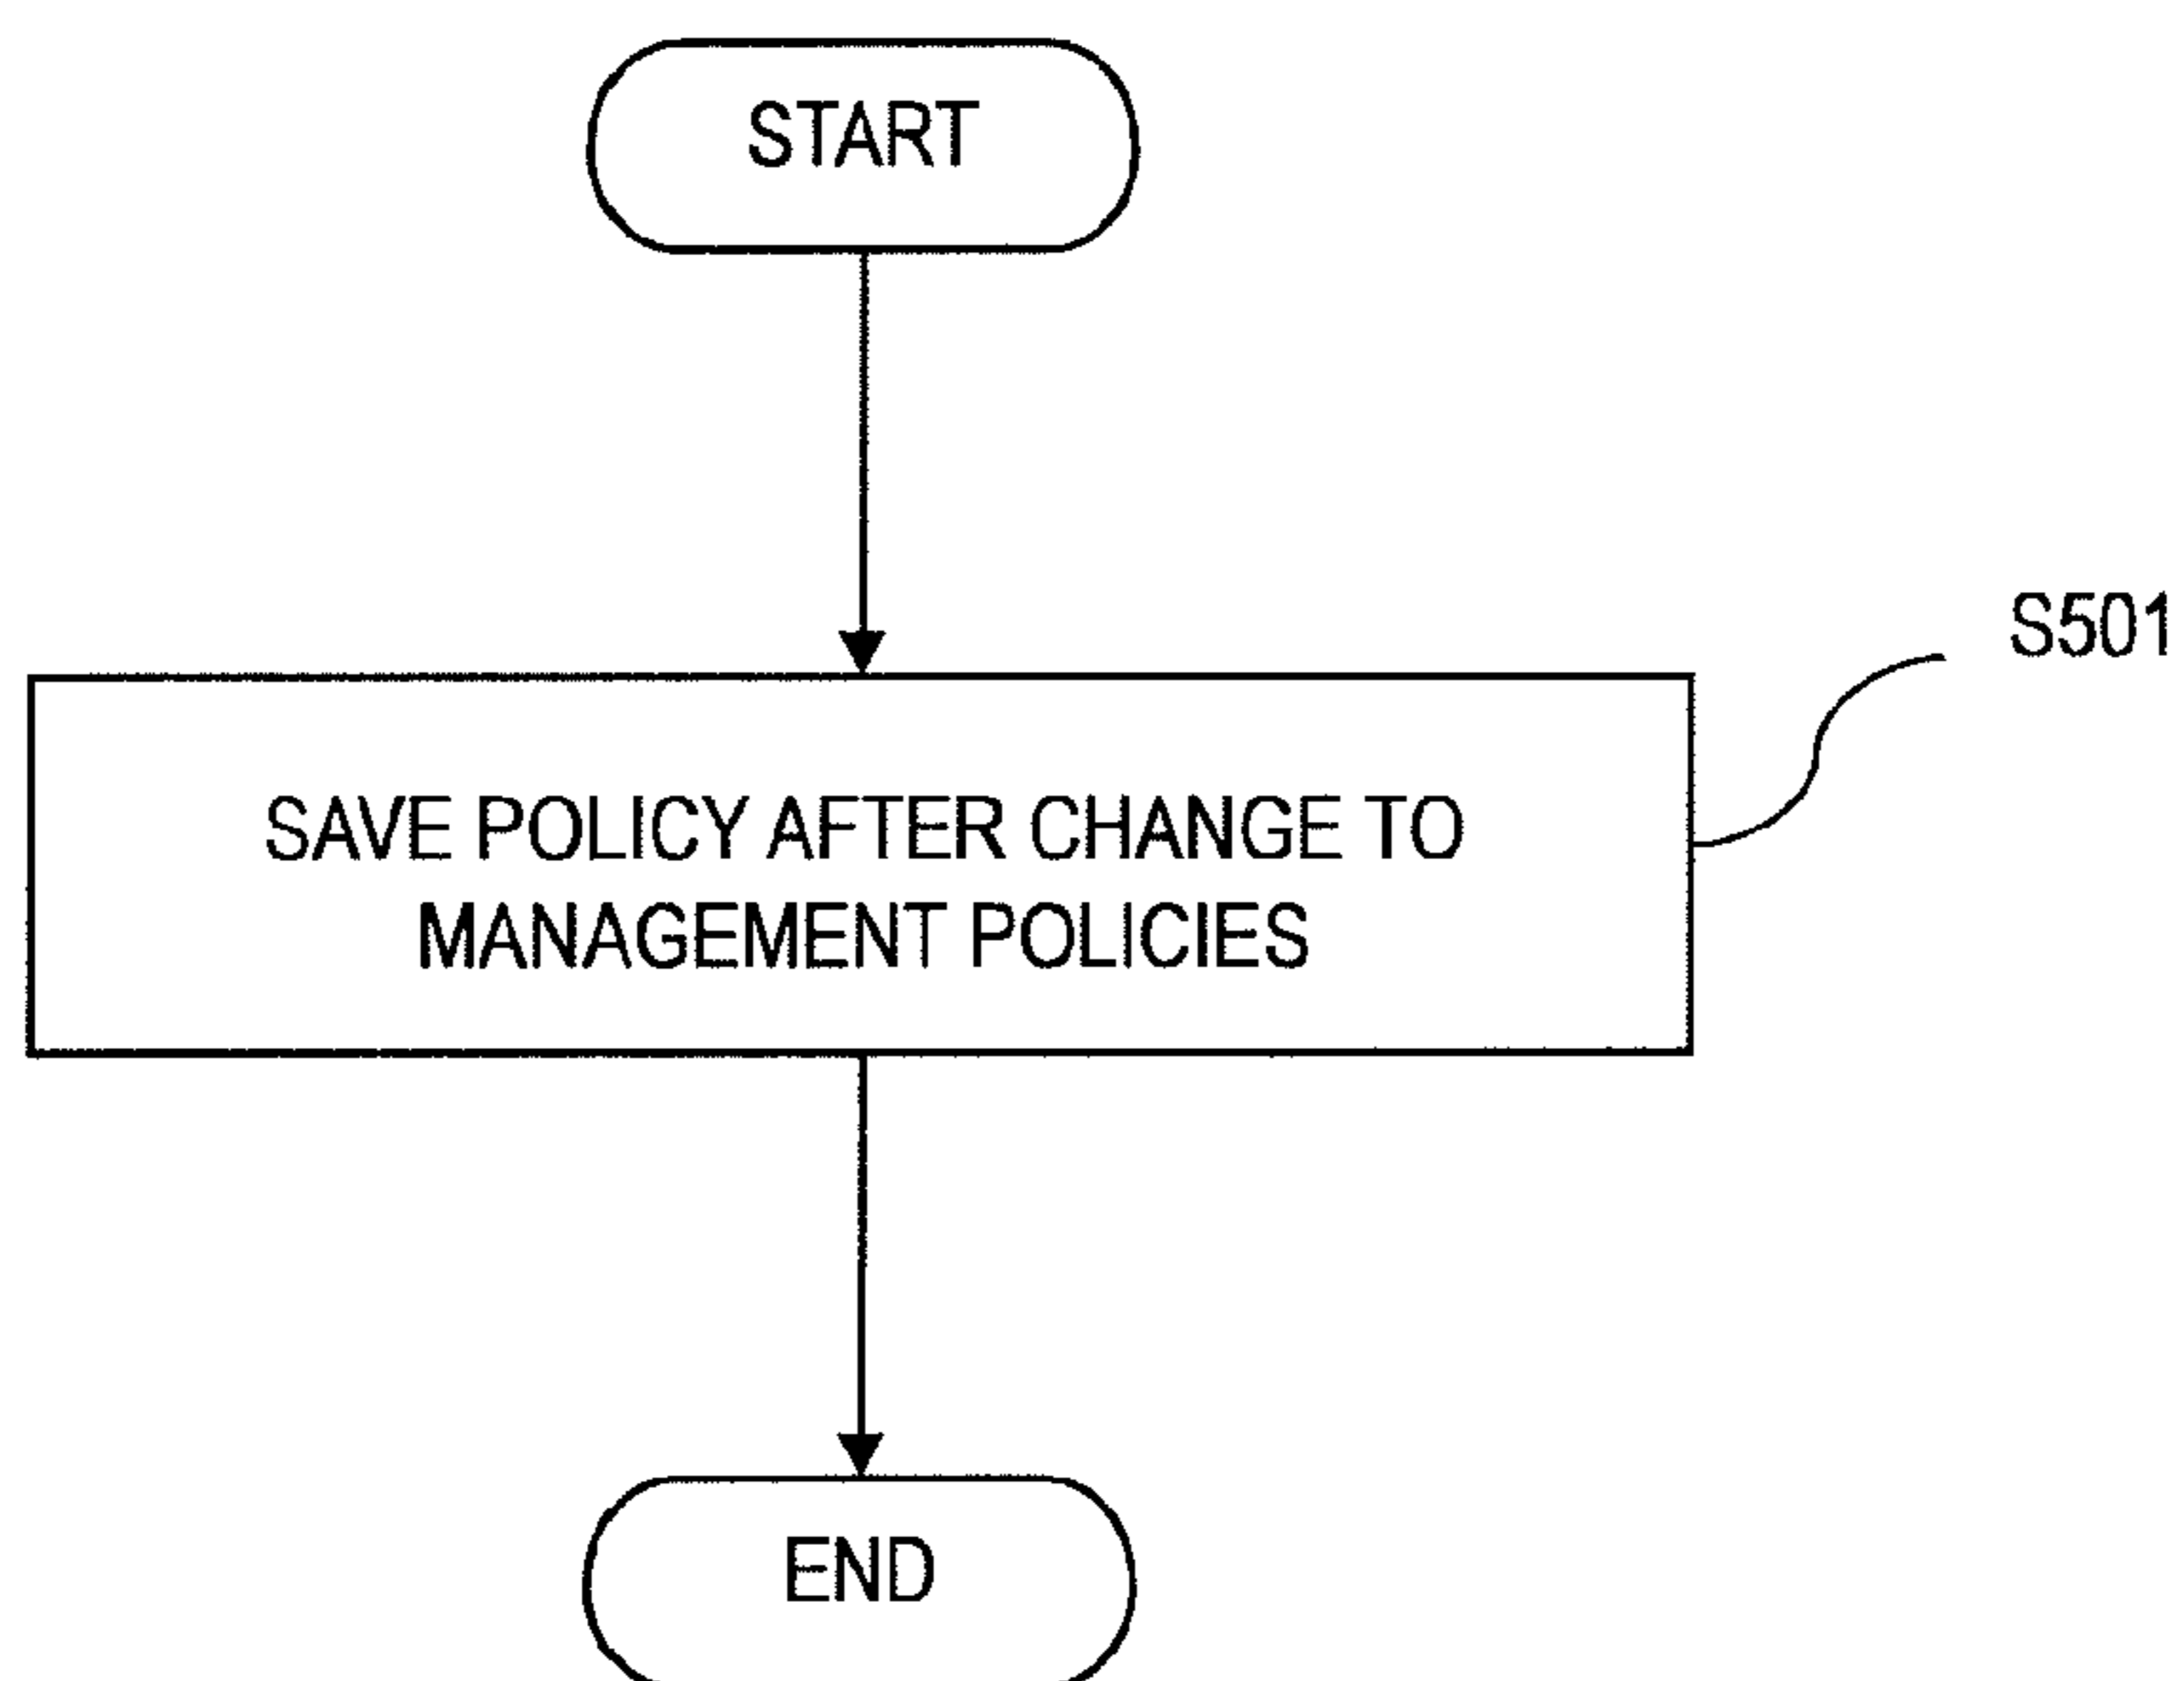 START
S501
SAVE POLICY AFTER CHANGE TO
MANAGEMENT POLICIES
END